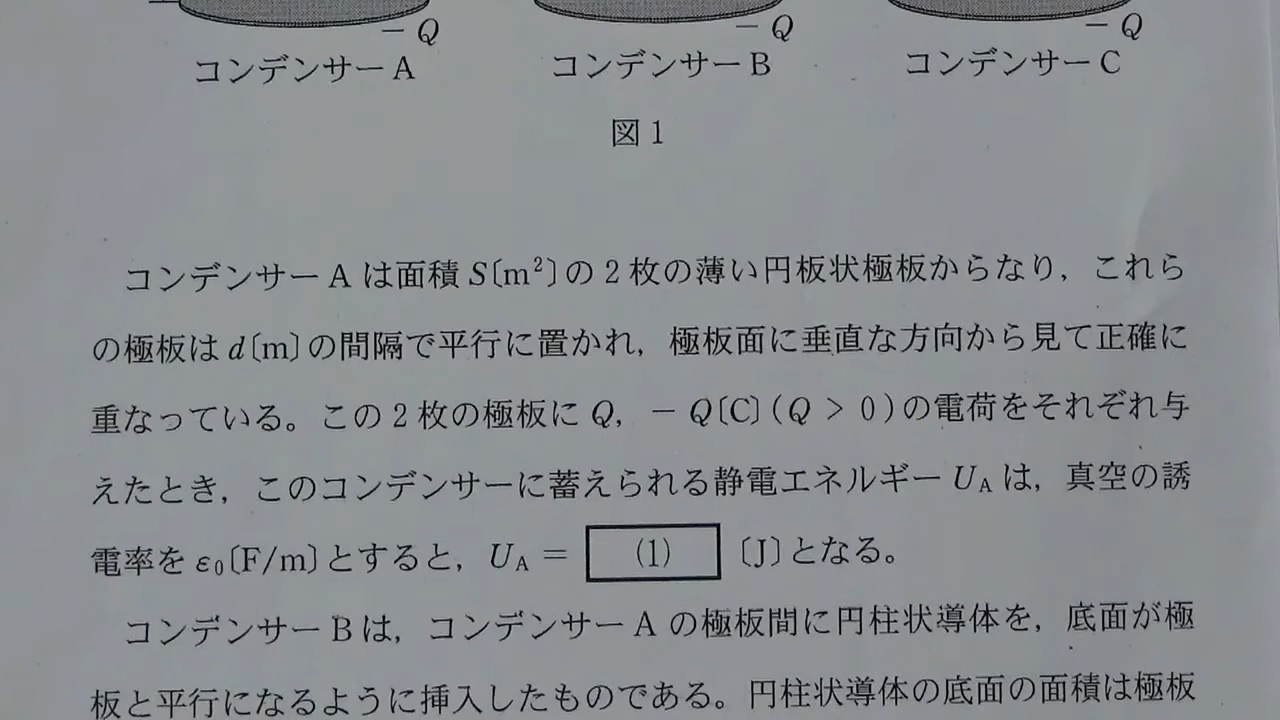 －Q －Q －Q
コンデンサーA コンデンサーB コンデンサーC
図1
コンデンサーAは面積S〔m²〕の2枚の薄い円板状極板からなり，これら
の極板はd〔m〕の間隔で平行に置かれ，極板面に垂直な方向から見て正確に
重なっている。この2枚の極板にQ，－Q〔C〕(Q > 0)の電荷をそれぞれ与
えたとき，このコンデンサーに蓄えられる静電エネルギーU_Aは，真空の誘
電率をε₀〔F/m〕とすると，U_A = (1) 〔J〕となる。
コンデンサーBは，コンデンサーAの極板間に円柱状導体を，底面が極
板と平行になるように挿入したものである。円柱状導体の底面の面積は極板